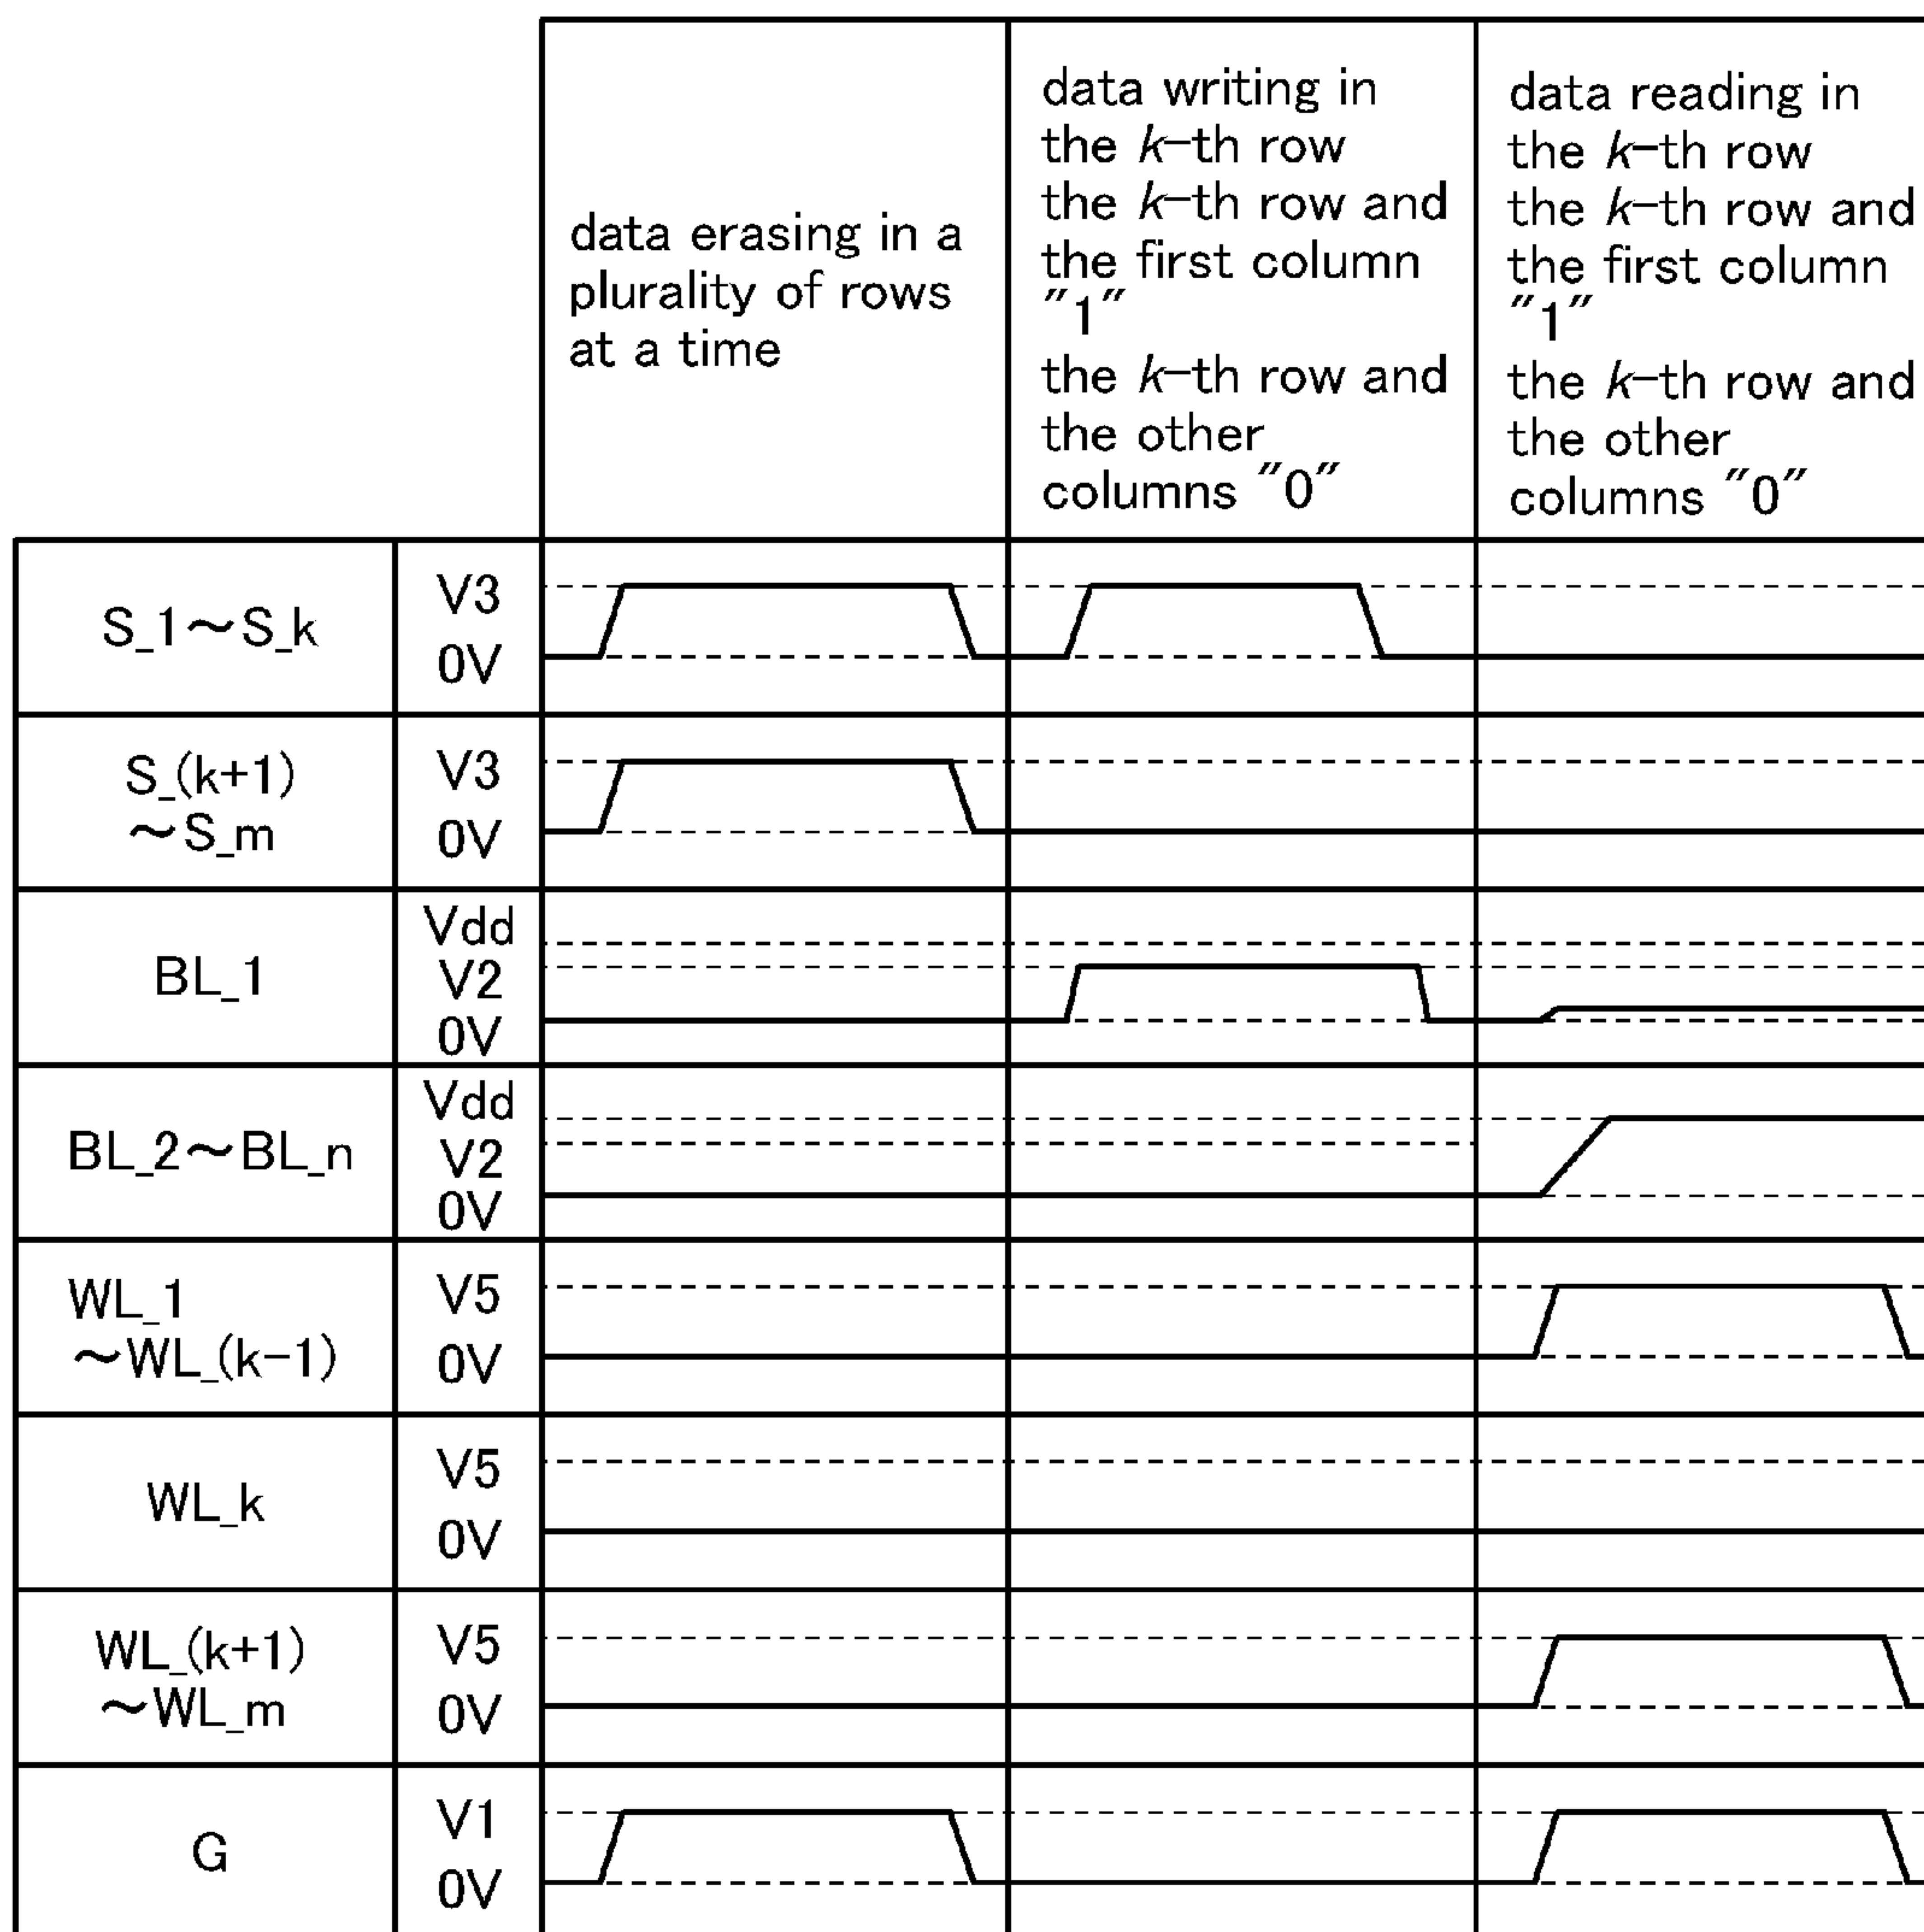 data erasing in a
plurality of rows
at a time
data writing in
the k-th row
the k-th row and
the first column
"1"
the k-th row and
the other
columns "0"
data reading in
the k-th row
the k-th row and
the first column
"1"
the k-th row and
the other
columns "0"
S_1～S_k
V3
0V
S_(k+1)
～S_m
V3
0V
BL_1
Vdd
V2
0V
BL_2～BL_n
Vdd
V2
0V
WL_1
～WL_(k-1)
V5
0V
WL_k
V5
0V
WL_(k+1)
～WL_m
V5
0V
G
V1
0V